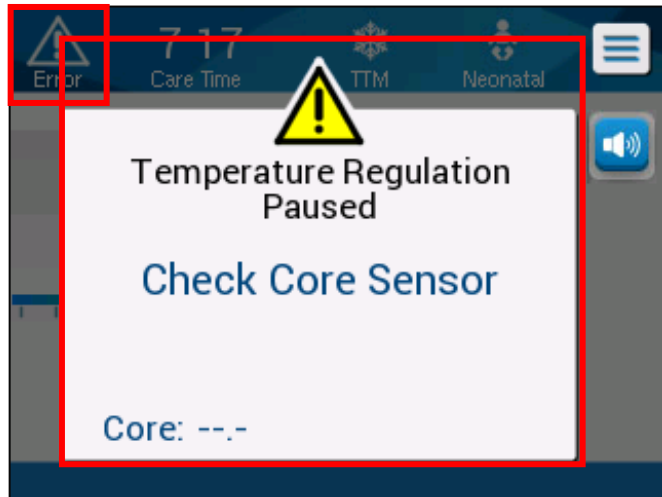 7 17
Error
Care Time
TTM
Neonatal
Temperature Regulation
Paused
Check Core Sensor
Core: --.-